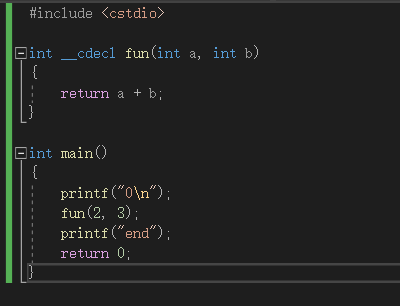 #include <cstdio>
int __cdecl fun(int a, int b)
{
return a + b;
}
int main()
{
printf("0\n");
fun(2, 3);
printf("end");
return 0;
}